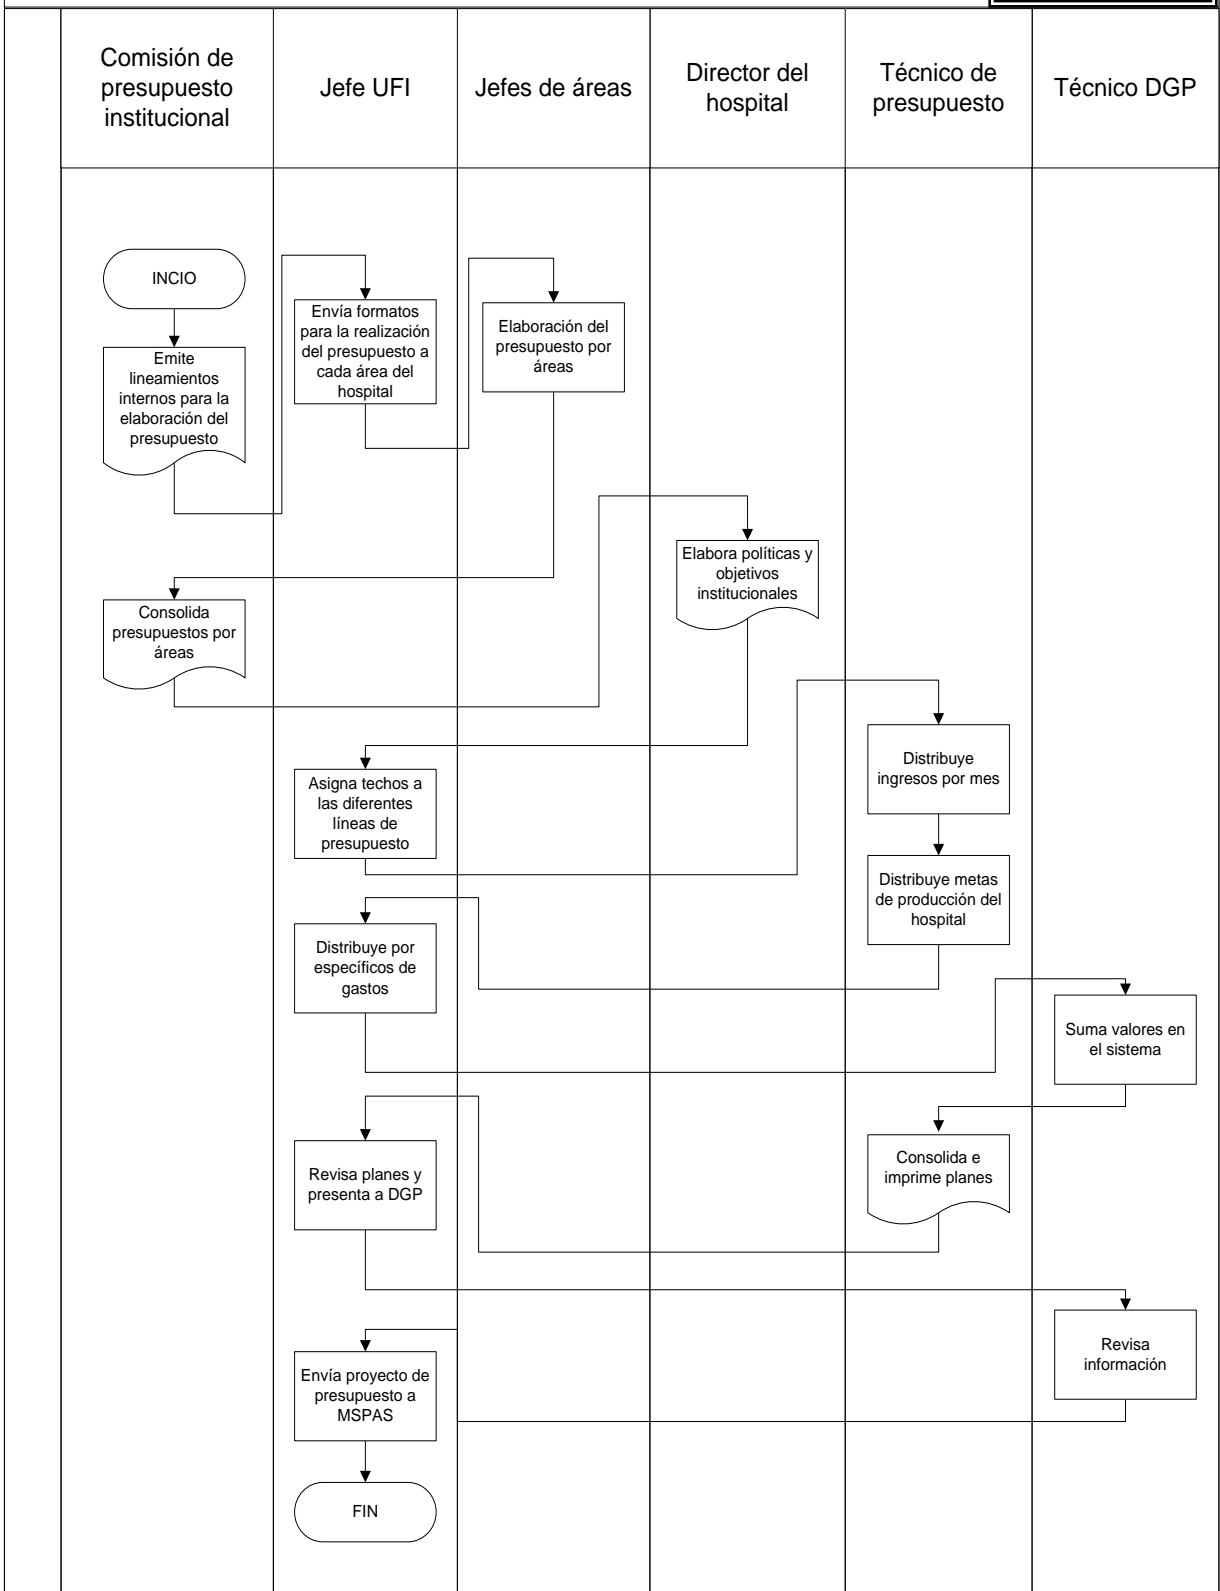 Comisión de
presupuesto
institucional
Jefe UFI
Jefes de áreas
Director del
hospital
Técnico de
presupuesto
Técnico DGP
INCIO
Emite
lineamientos
internos para la
elaboración del
presupuesto
Envía formatos
para la realización
del presupuesto a
cada área del
hospital
Elaboración del
presupuesto por
áreas
Elabora políticas y
objetivos
institucionales
Consolida
presupuestos por
áreas
Asigna techos a
las diferentes
líneas de
presupuesto
Distribuye
ingresos por mes
Distribuye metas
de producción del
hospital
Distribuye por
específicos de
gastos
Suma valores en
el sistema
Consolida e
imprime planes
Revisa planes y
presenta a DGP
Revisa
información
Envía proyecto de
presupuesto a
MSPAS
FIN